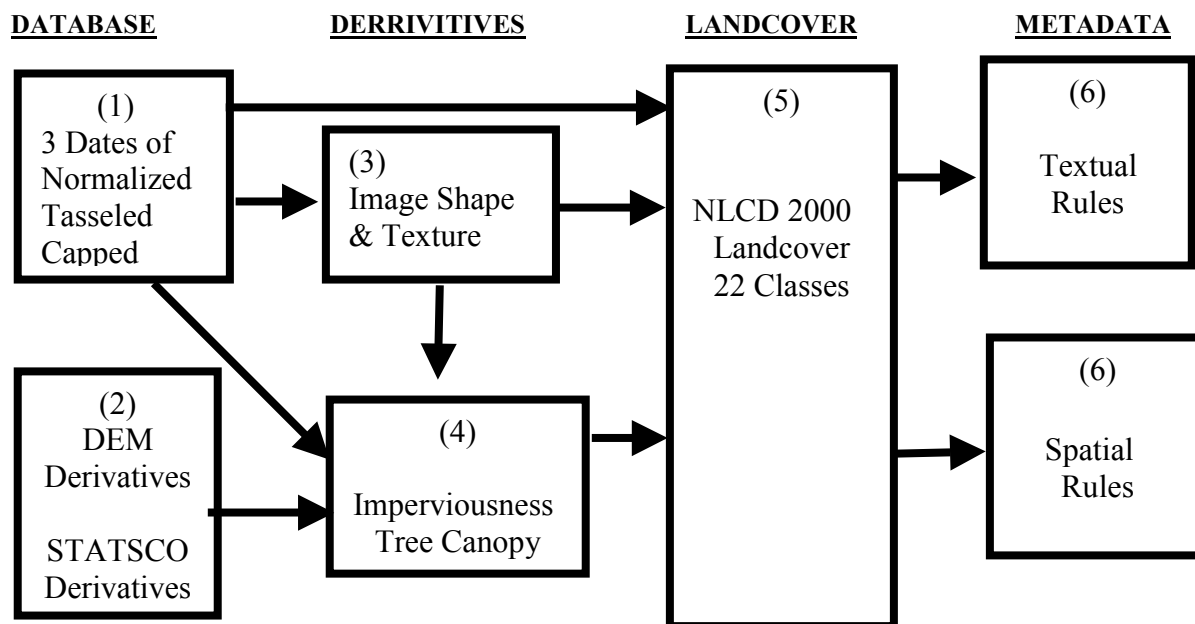 DATABASE
DERRIVITIVES
LANDCOVER
METADATA
(1)
3 Dates of
Normalized
Tasseled
Capped
(2)
DEM
Derivatives
STATSCO
Derivatives
(3)
Image Shape
& Texture
(4)
Imperviousness
Tree Canopy
(5)
NLCD 2000
Landcover
22 Classes
(6)
Textual
Rules
(6)
Spatial
Rules